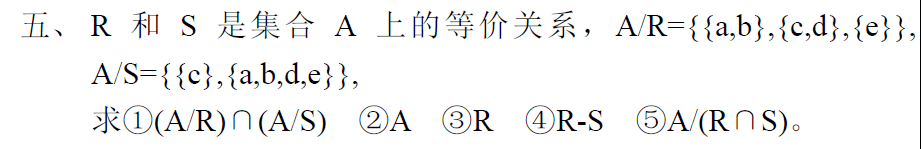 五、R 和 S 是集合 A 上的等价关系，A/R={{a,b},{c,d},{e}},
A/S={{c},{a,b,d,e}},
求①(A/R)∩(A/S) ②A ③R ④R-S ⑤A/(R∩S)。